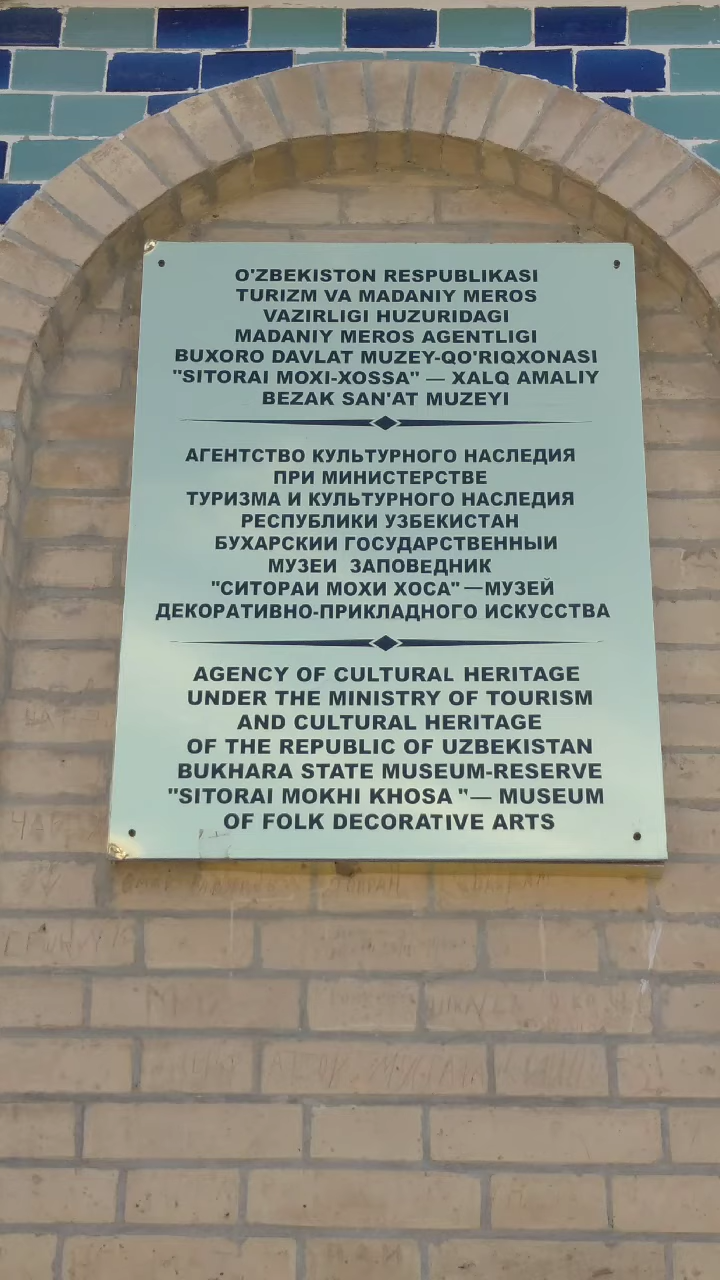 O'ZBEKISTON RESPUBLIKASI
TURIZM VA MADANIY MEROS
VAZIRLIGI HUZURIDAGI
MADANIY MEROS AGENTLIGI
BUXORO DAVLAT MUZEY-QO'RIQXONASI
"SITORAI MOXI-XOSSA" — XALQ AMALIY
BEZAK SAN'AT MUZEYI
АГЕНТСТВО КУЛЬТУРНОГО НАСЛЕДИЯ
ПРИ МИНИСТЕРСТВЕ
ТУРИЗМА И КУЛЬТУРНОГО НАСЛЕДИЯ
РЕСПУБЛИКИ УЗБЕКИСТАН
БУХАРСКИИ ГОСУДАРСТВЕННЫИ
МУЗЕИ ЗАПОВЕДНИК
"СИТОРАИ МОХИ ХОСА"—МУЗЕЙ
ДЕКОРАТИВНО-ПРИКЛАДНОГО ИСКУССТВА
AGENCY OF CULTURAL HERITAGE
UNDER THE MINISTRY OF TOURISM
AND CULTURAL HERITAGE
OF THE REPUBLIC OF UZBEKISTAN
BUKHARA STATE MUSEUM-RESERVE
"SITORAI MOKHI KHOSA "— MUSEUM
OF FOLK DECORATIVE ARTS